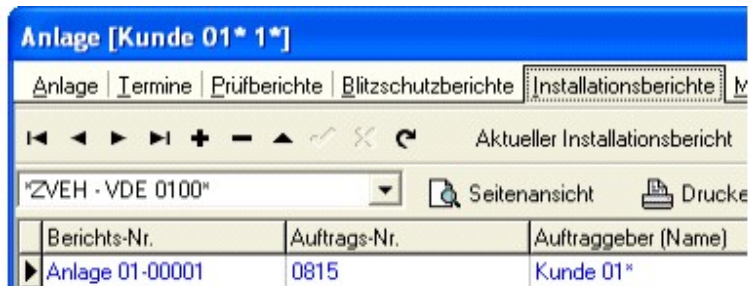 Anlage [Kunde 01* 1*]
Anlage Termine Prüfberichte Blitzschutzberichte Installationsberichte M
Aktueller Installationsbericht
*ZVEH - VDE 0100* Seitenansicht Drucke
Berichts-Nr. Auftrags-Nr. Auftraggeber (Name)
Anlage 01-00001 0815 Kunde 01*